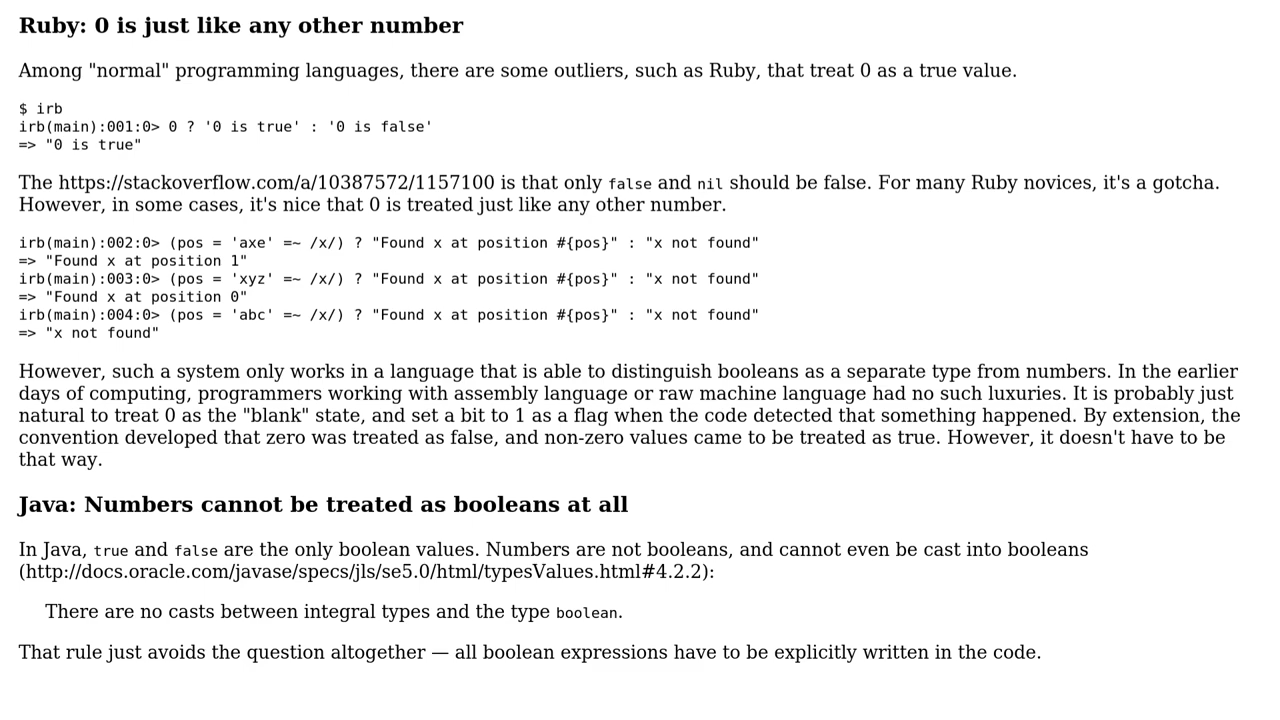 Ruby: 0 is just like any other number
Among "normal" programming languages, there are some outliers, such as Ruby, that treat 0 as a true value.
$ irb
irb(main):001:0> 0 ? '0 is true' : '0 is false'
=> "0 is true"
The https://stackoverflow.com/a/10387572/1157100 is that only false and nil should be false. For many Ruby novices, it's a gotcha.
However, in some cases, it's nice that 0 is treated just like any other number.
irb(main):002:0> (pos = 'axe' =~ /x/) ? "Found x at position #{pos}" : "x not found"
=> "Found x at position 1"
irb(main):003:0> (pos = 'xyz' =~ /x/) ? "Found x at position #{pos}" : "x not found"
=> "Found x at position 0"
irb(main):004:0> (pos = 'abc' =~ /x/) ? "Found x at position #{pos}" : "x not found"
=> "x not found"
However, such a system only works in a language that is able to distinguish booleans as a separate type from numbers. In the earlier
days of computing, programmers working with assembly language or raw machine language had no such luxuries. It is probably just
natural to treat 0 as the "blank" state, and set a bit to 1 as a flag when the code detected that something happened. By extension, the
convention developed that zero was treated as false, and non-zero values came to be treated as true. However, it doesn't have to be
that way.
Java: Numbers cannot be treated as booleans at all
In Java, true and false are the only boolean values. Numbers are not booleans, and cannot even be cast into booleans
(http://docs.oracle.com/javase/specs/jls/se5.0/html/typesValues.html#4.2.2):
There are no casts between integral types and the type boolean.
That rule just avoids the question altogether — all boolean expressions have to be explicitly written in the code.